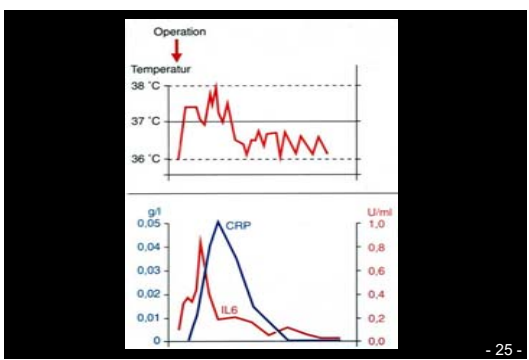 Operation
Temperatur
38 °C
37 °C
36 °C
g/l
U/ml
0,05
CRP
1,0
0,04
0,8
0,03
0,6
0,02
0,4
0,01
IL6
0,2
0
0,0
- 25 -